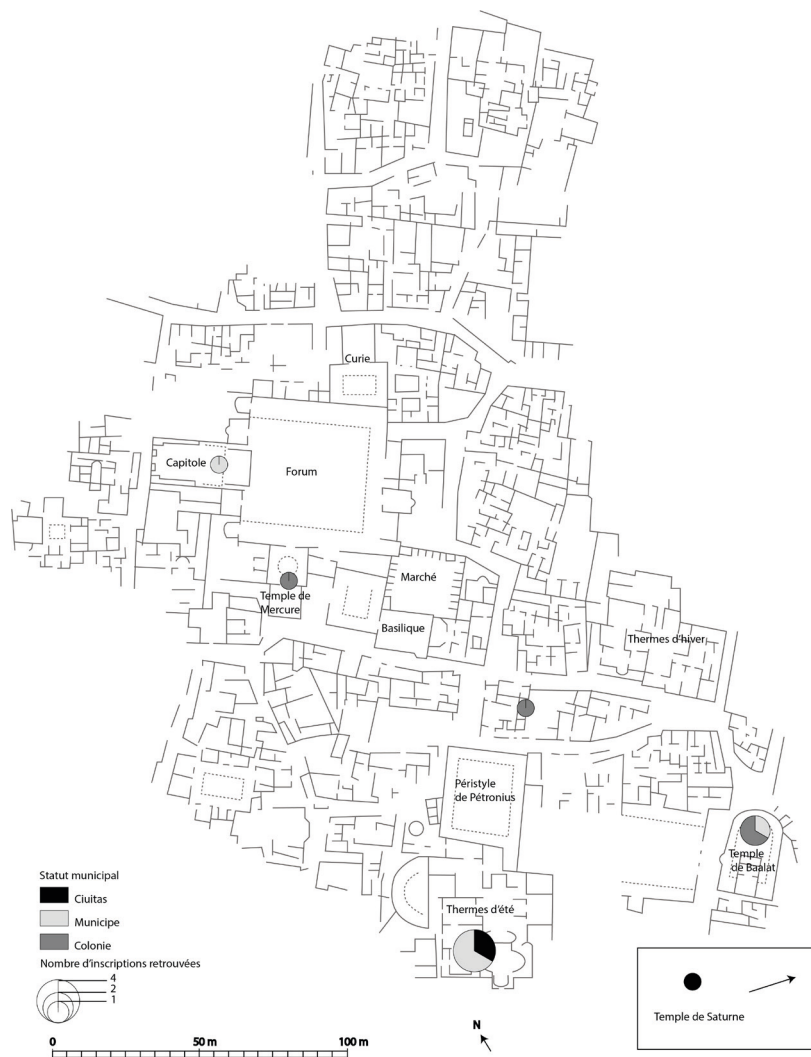 Curie
Capitole
Forum
Temple de
Mercure
Marché
Basilique
Thermes d'hiver
Péristyle
de Pétronius
Temple
de Baalat
Thermes d'été
Statut municipal
Ciuitas
Municipe
Colonie
Nombre d'inscriptions retrouvées
4
2
1
0 50 m 100 m
N
Temple de Saturne